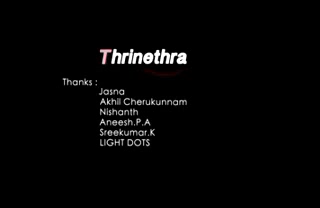 Thrinethra
Thanks :
Jasna
Akhil Cherukunnam
Nishanth
Aneesh.P.A
Sreekumar.K
LIGHT DOTS